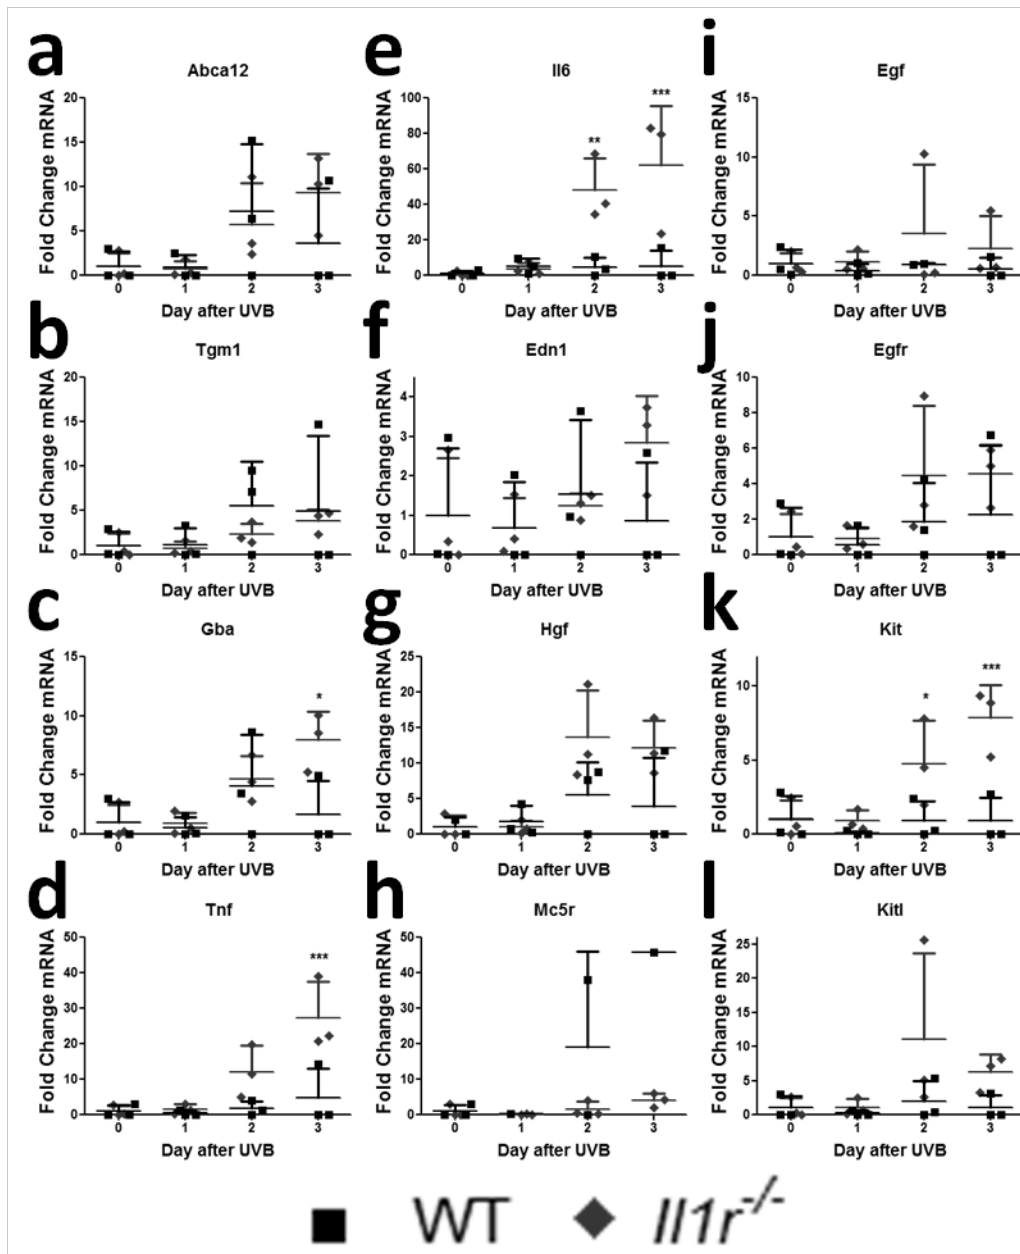 a
Abca12
Fold Change mRNA
20
15
10
5
0
0 1 2 3
Day after UVB
b
Tgm1
Fold Change mRNA
20
15
10
5
0
0 1 2 3
Day after UVB
c
Gba
Fold Change mRNA
15
10
5
0
*
0 1 2 3
Day after UVB
d
Tnf
Fold Change mRNA
50
40
30
20
10
0
***
0 1 2 3
Day after UVB
e
Il6
Fold Change mRNA
100
80
60
40
20
0
** ***
0 1 2 3
Day after UVB
f
Edn1
Fold Change mRNA
4
3
2
1
0
0 1 2 3
Day after UVB
g
Hgf
Fold Change mRNA
25
20
15
10
5
0
0 1 2 3
Day after UVB
h
Mc5r
Fold Change mRNA
50
40
30
20
10
0
0 1 2 3
Day after UVB
i
Egf
Fold Change mRNA
15
10
5
0
0 1 2 3
Day after UVB
j
Egfr
Fold Change mRNA
10
8
6
4
2
0
0 1 2 3
Day after UVB
k
Kit
Fold Change mRNA
10
5
0
* ***
0 1 2 3
Day after UVB
l
Kitl
Fold Change mRNA
25
20
15
10
5
0
0 1 2 3
Day after UVB
WT Il1r-/-